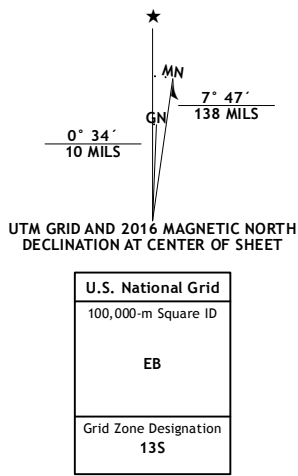 ★
MN
7° 47´
138 MILS
GN
0° 34´
10 MILS
UTM GRID AND 2016 MAGNETIC NORTH
DECLINATION AT CENTER OF SHEET
U.S. National Grid
100,000-m Square ID
EB
Grid Zone Designation
13S